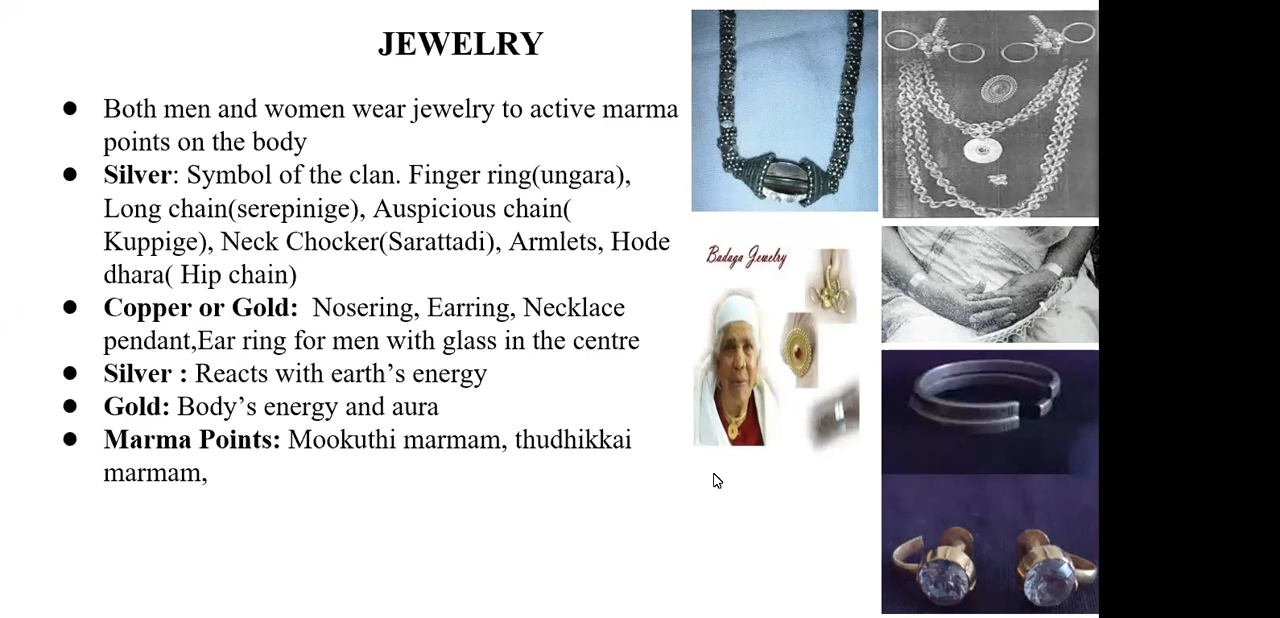 JEWELRY
● Both men and women wear jewelry to active marma
points on the body
● Silver: Symbol of the clan. Finger ring(ungara),
Long chain(serepinige), Auspicious chain(
Kuppige), Neck Chocker(Sarattadi), Armlets, Hode
dhara( Hip chain)
● Copper or Gold:  Nosering, Earring, Necklace
pendant,Ear ring for men with glass in the centre
● Silver : Reacts with earth’s energy
● Gold: Body’s energy and aura
● Marma Points: Mookuthi marmam, thudhikkai
marmam,
Badaga Jewelry